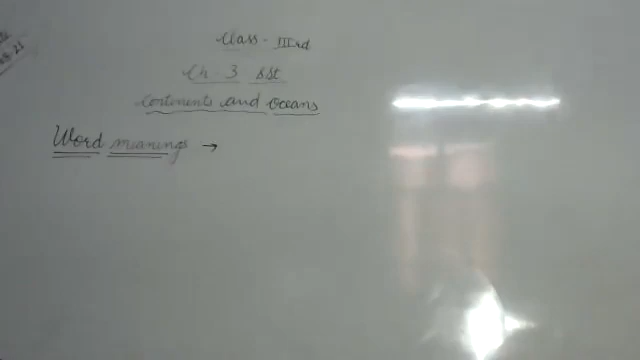 Class - IIIrd
Ch 3 SSt
Continents and Oceans
Word meanings →